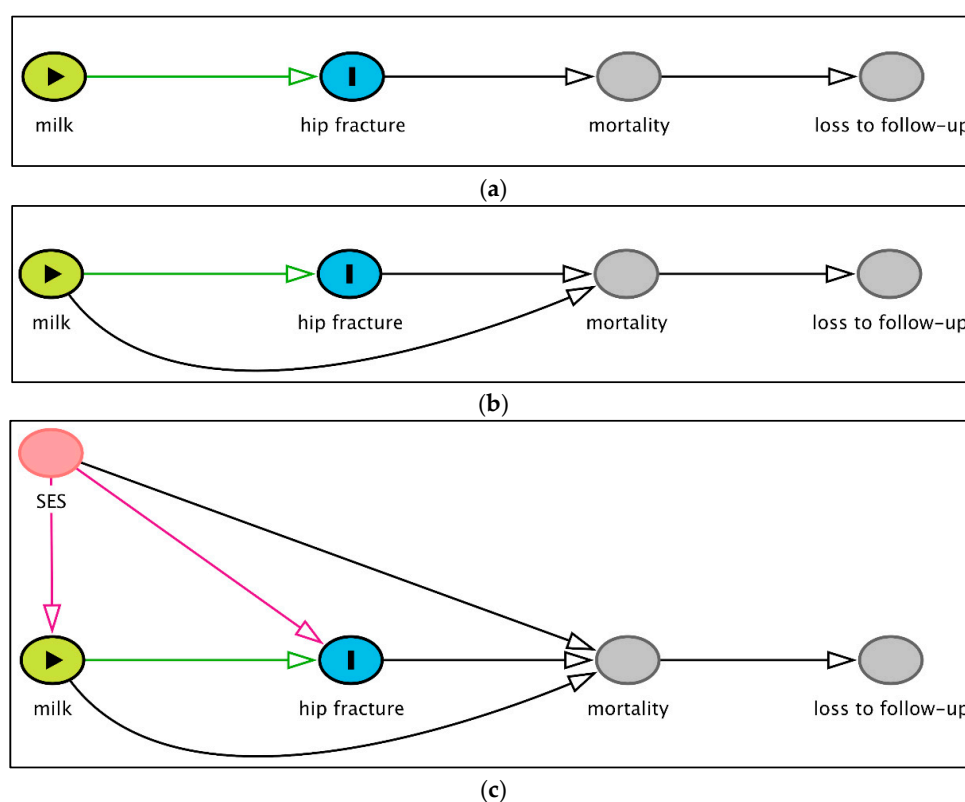 milk hip fracture mortality loss to follow-up
(a)
milk hip fracture mortality loss to follow-up
(b)
SES
milk hip fracture mortality loss to follow-up
(c)